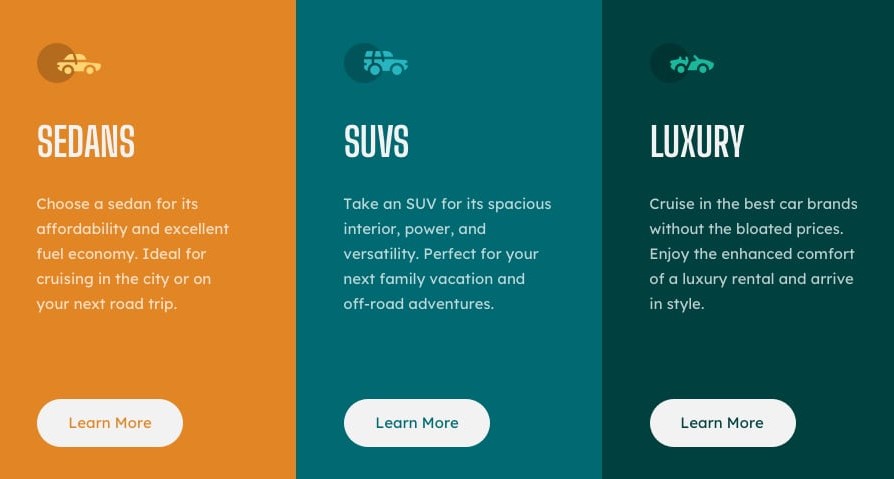 SEDANS
Choose a sedan for its
affordability and excellent
fuel economy. Ideal for
cruising in the city or on
your next road trip.
Learn More
SUVS
Take an SUV for its spacious
interior, power, and
versatility. Perfect for your
next family vacation and
off-road adventures.
Learn More
LUXURY
Cruise in the best car brands
without the bloated prices.
Enjoy the enhanced comfort
of a luxury rental and arrive
in style.
Learn More